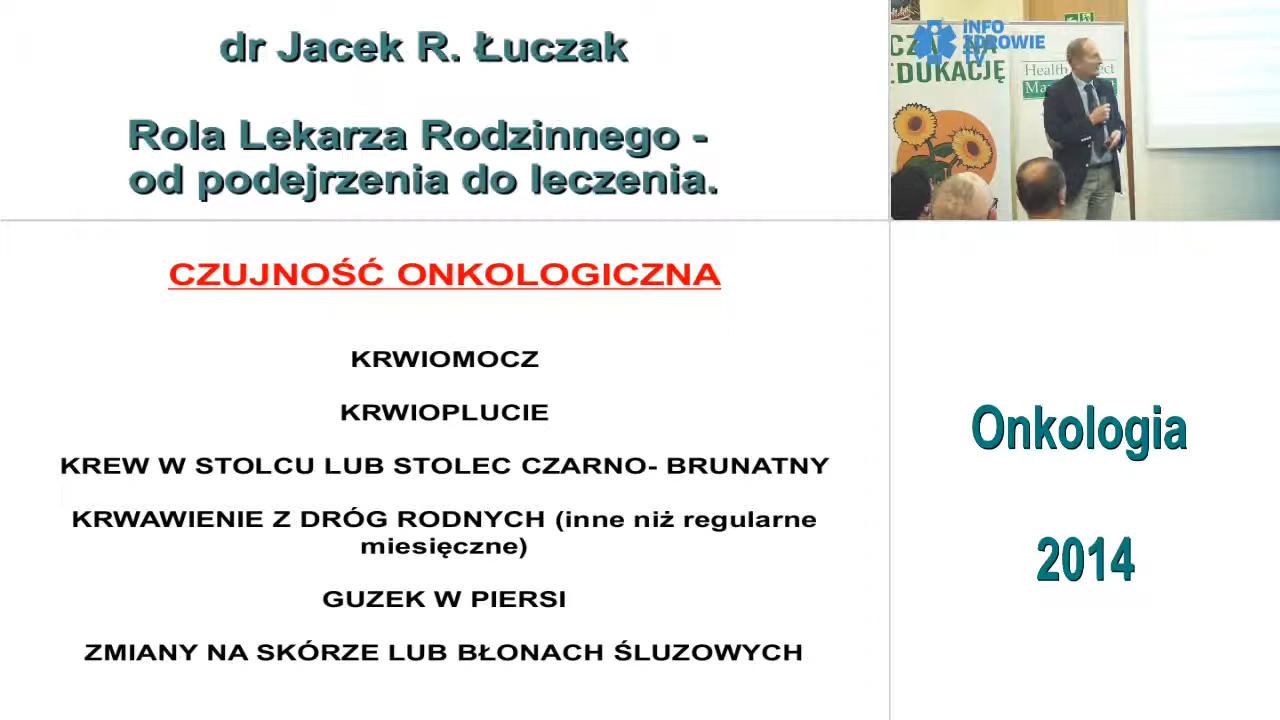 dr Jacek R. Łuczak
Rola Lekarza Rodzinnego -
od podejrzenia do leczenia.
INFO
ZDROWIE
TV
EDUKACJĘ
Health
CZUJNOŚĆ ONKOLOGICZNA
KRWIOMOCZ
KRWIOPLUCIE
KREW W STOLCU LUB STOLEC CZARNO- BRUNATNY
KRWAWIENIE Z DRÓG RODNYCH (inne niż regularne
miesięczne)
GUZEK W PIERSI
ZMIANY NA SKÓRZE LUB BŁONACH ŚLUZOWYCH
Onkologia
2014